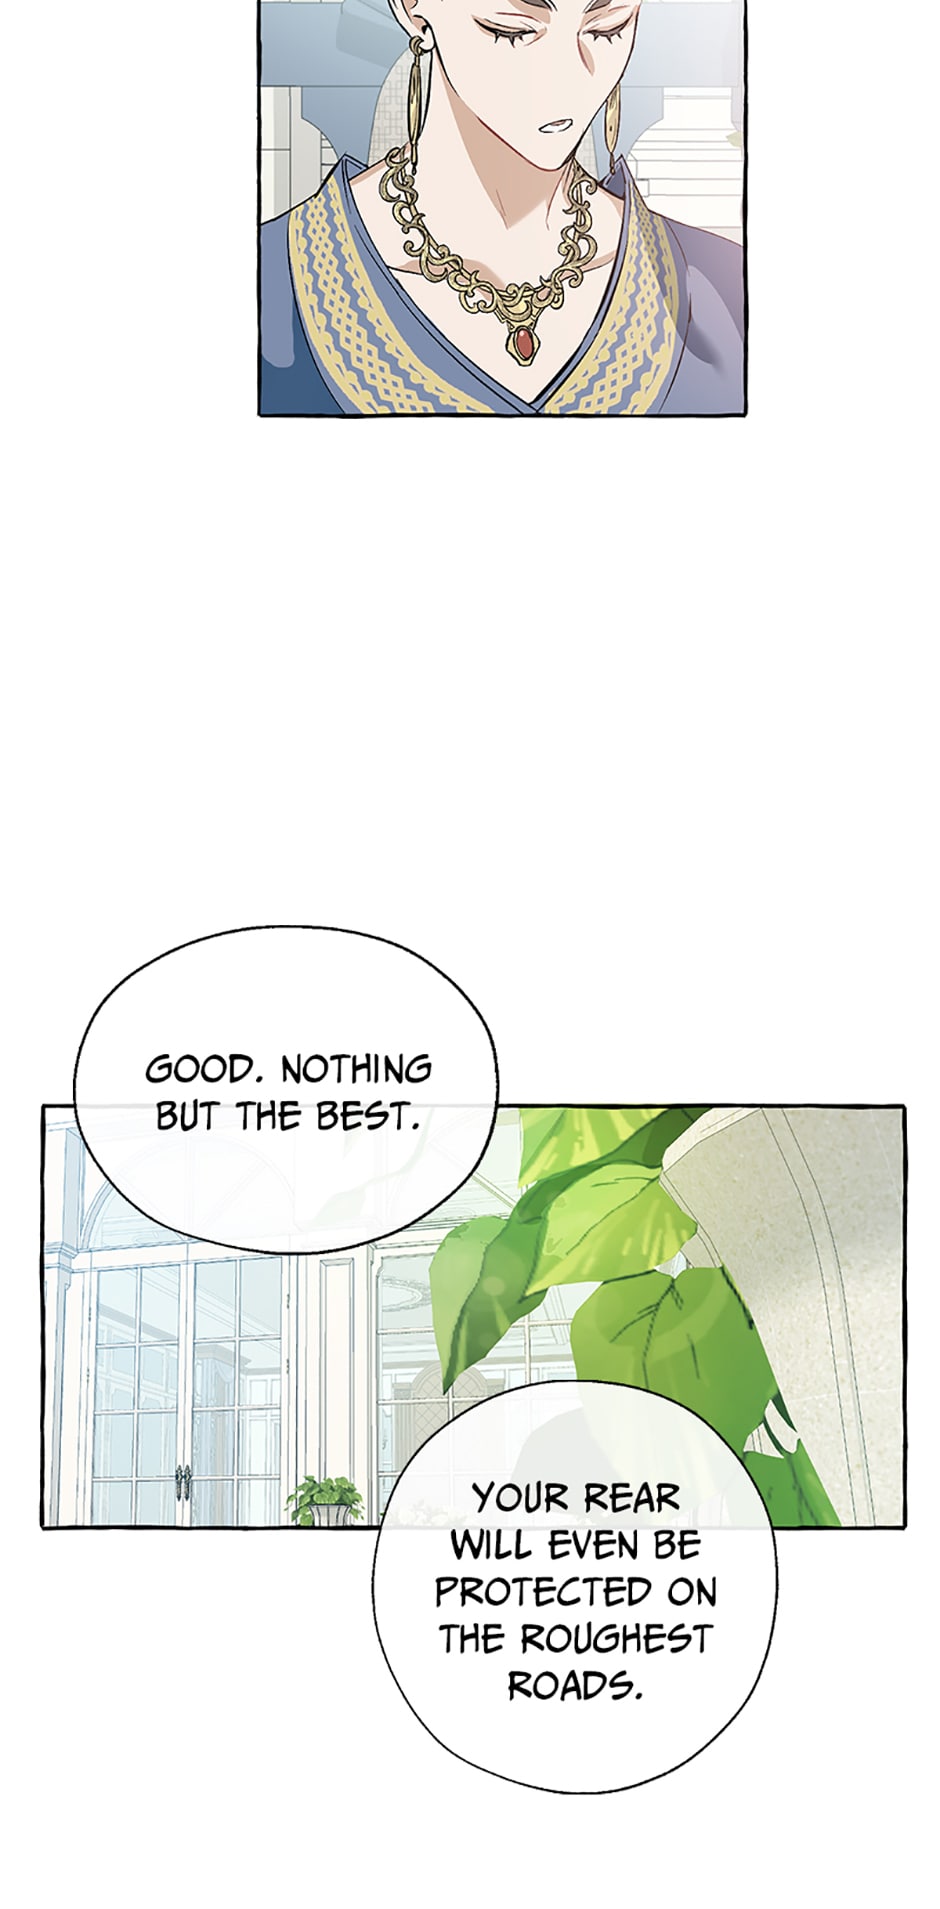 GOOD. NOTHING
BUT THE BEST.
YOUR REAR
WILL EVEN BE
PROTECTED ON
THE ROUGHEST
ROADS.